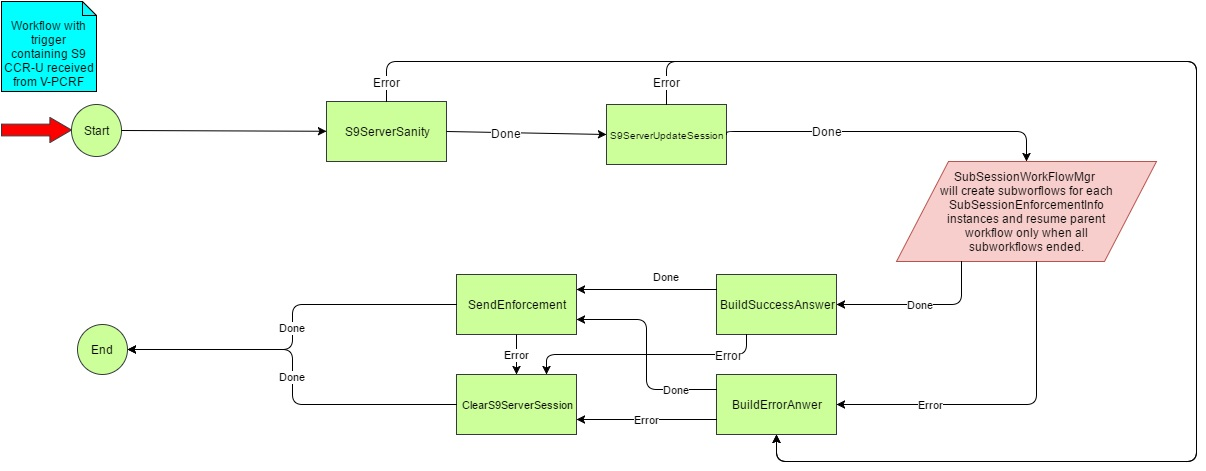 Workflow with
trigger
containing S9
CCR-U received
from V-PCRF
Start
S9ServerSanity
Error
Done
S9ServerUpdateSession
Error
Done
SubSessionWorkFlowMgr
will create suborflows for each
SubSessionEnforcementInfo
instances and resume parent
workflow only when all
subworkflows ended.
Done
Error
BuildSuccessAnswer
Done
Error
SendEnforcement
Done
Error
BuildErrorAnwer
Done
Error
ClearS9ServerSession
Done
End